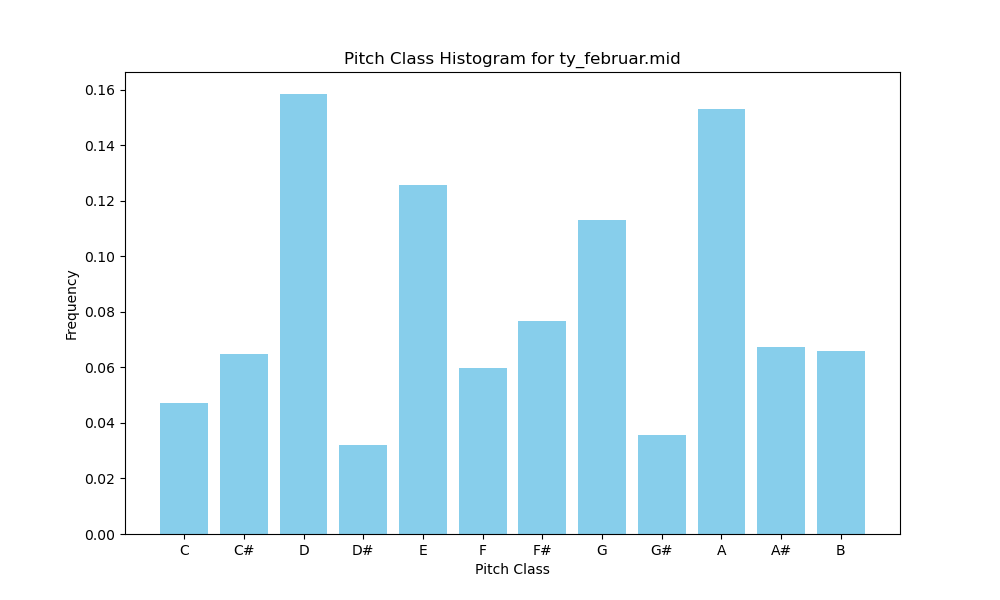 Pitch Class Histogram for ty_februar.mid
0.16
0.14
0.12
0.10
0.08
0.06
0.04
0.02
0.00
Frequency
C C# D D# E F F# G G# A A# B
Pitch Class